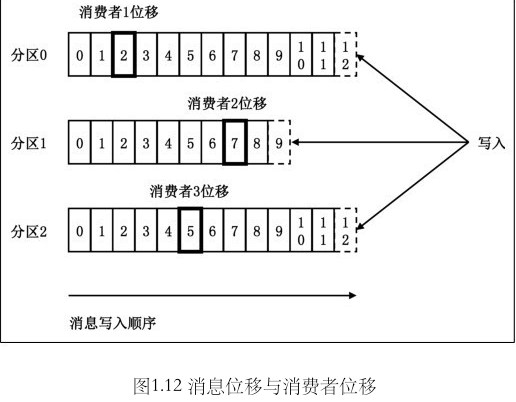 消费者1位移
分区0 0 1 2 3 4 5 6 7 8 9 10 11 12
消费者2位移
分区1 0 1 2 3 4 5 6 7 8 9 写入
消费者3位移
分区2 0 1 2 3 4 5 6 7 8 9 10 11 12
消息写入顺序
图1.12 消息位移与消费者位移